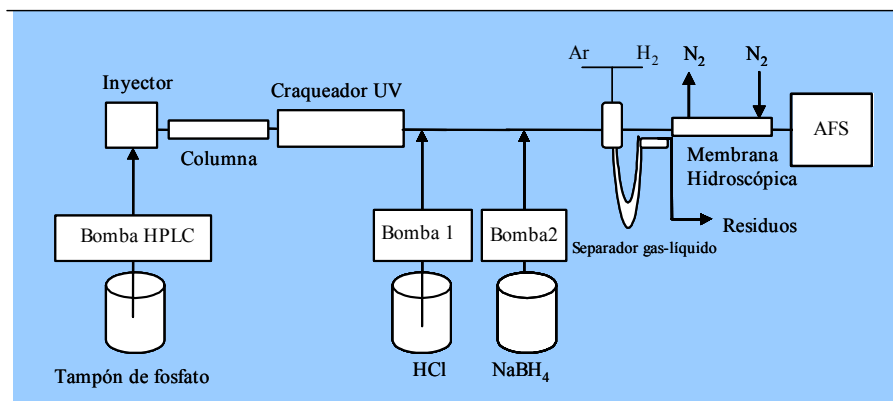 Inyector
Craqueador UV
Columna
Ar
H₂
N₂
N₂
AFS
Membrana
Hidroscópica
Residuos
Separador gas-líquido
Bomba HPLC
Bomba 1
Bomba2
Tampón de fosfato
HCl
NaBH₄